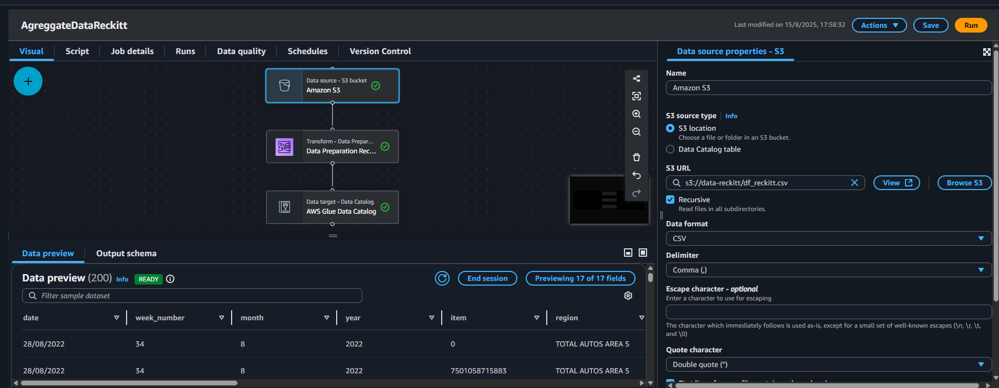 AgreggateDataReckitt
Last modified on 15/8/2025, 17:58:32
Actions
Save
Run
Visual
Script
Job details
Runs
Data quality
Schedules
Version Control
Data source - S3 bucket
Amazon S3
Transform - Data Prepar...
Data Preparation Rec...
Data target - Data Catalog
AWS Glue Data Catalog
Data preview
Output schema
Data preview (200) Info READY
End session
Previewing 17 of 17 fields
Filter sample dataset
date week_number month year item region
28/08/2022 34 8 2022 0 TOTAL AUTOS AREA 5
28/08/2022 34 8 2022 7501058715883 TOTAL AUTOS AREA 5
Data source properties - S3
Name
Amazon S3
S3 source type Info
S3 location
Choose a file or folder in an S3 bucket.
Data Catalog table
S3 URL
s3://data-reckitt/df_reckitt.csv
View
Browse S3
Recursive
Read files in all subdirectories.
Data format
CSV
Delimiter
Comma (,)
Escape character - optional
Enter a character to use for escaping
The character which immediately follows is used as-is, except for a small set of well-known escapes (\n, \r, \t,
and \0)
Quote character
Double quote (")